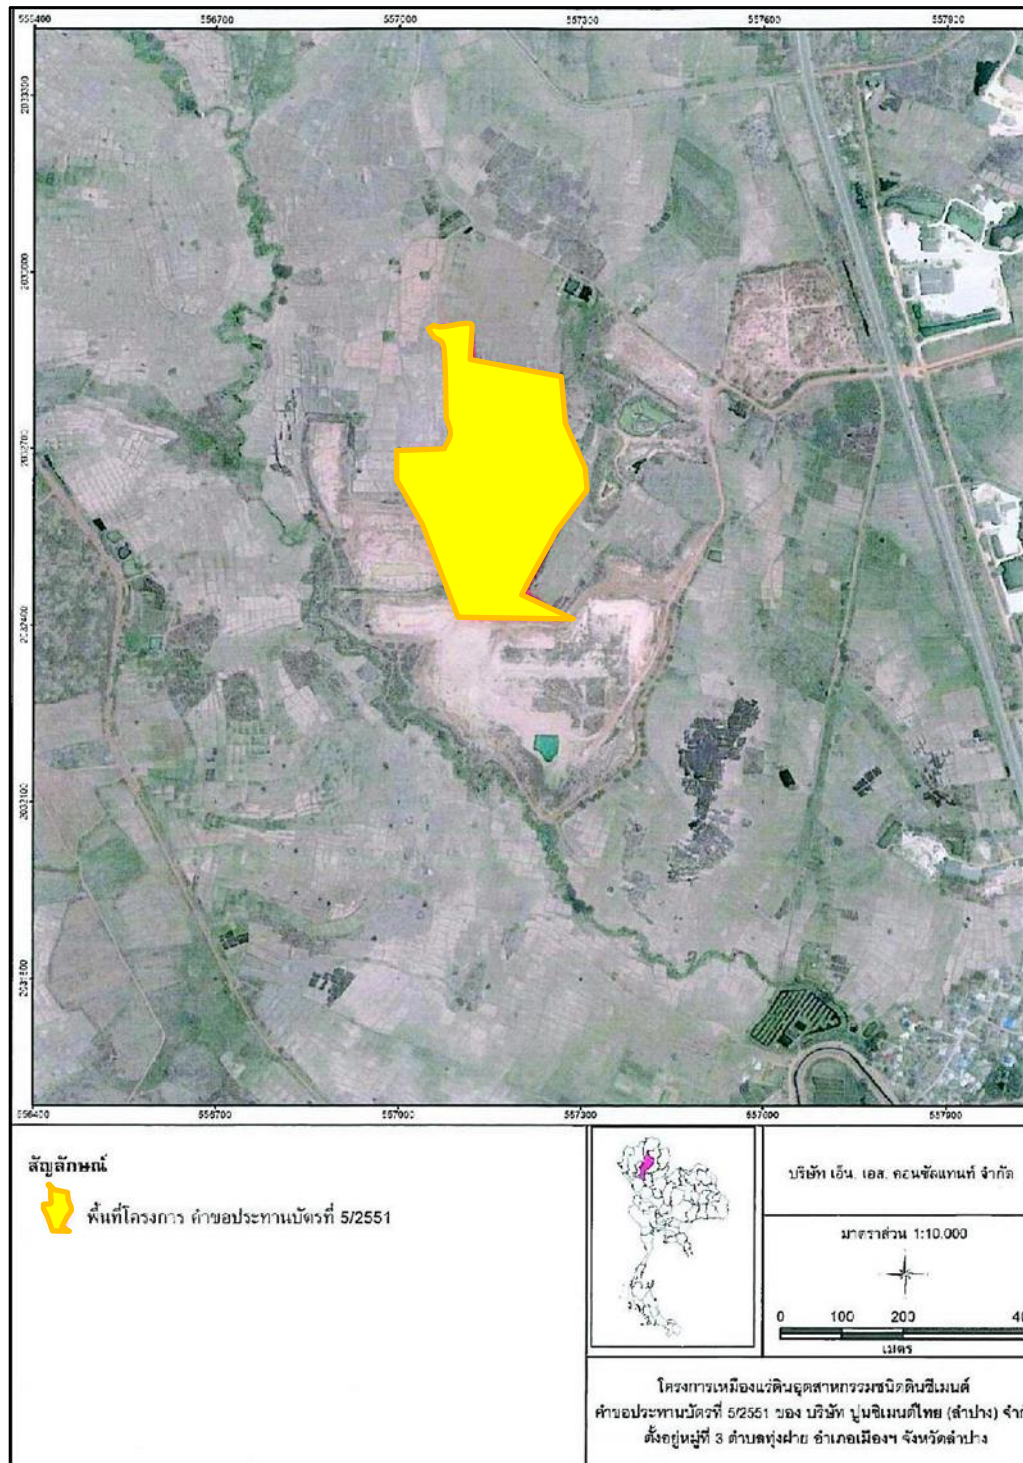 556400 556700 557000 557300 557600 557900
2033300
2033000
2032700
2032400
2032100
2031800
556400 556700 557000 557300 557600 557900
สัญลักษณ์
พื้นที่โครงการ คำขอประทานบัตรที่ 5/2551
บริษัท เอ็น. เอส. คอนซัลแทนท์ จำกัด
มาตราส่วน 1:10.000
0 100 200
เมตร
โครงการเหมืองแร่ดินอุตสาหกรรมชนิดดินซีเมนต์
คำขอประทานบัตรที่ 5/2551 ของ บริษัท ปูนซิเมนต์ไทย (ลำปาง)
ตั้งอยู่หมู่ที่ 3 ตำบลทุ่งฝาย อำเภอเมืองฯ จังหวัดลำปาง